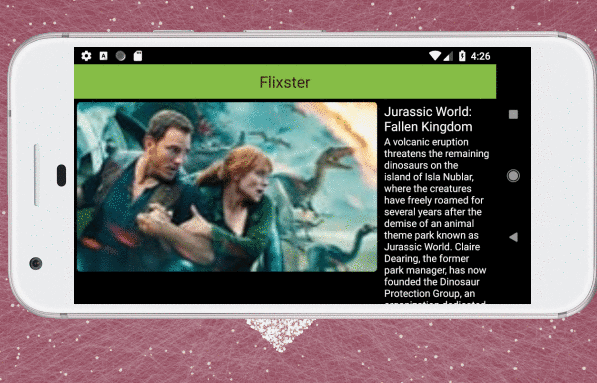 4:26
Flixster
Jurassic World:
Fallen Kingdom
A volcanic eruption
threatens the remaining
dinosaurs on the
island of Isla Nublar,
where the creatures
have freely roamed for
several years after the
demise of an animal
theme park known as
Jurassic World. Claire
Dearing, the former
park manager, has now
founded the Dinosaur
Protection Group, an
organization dedicated